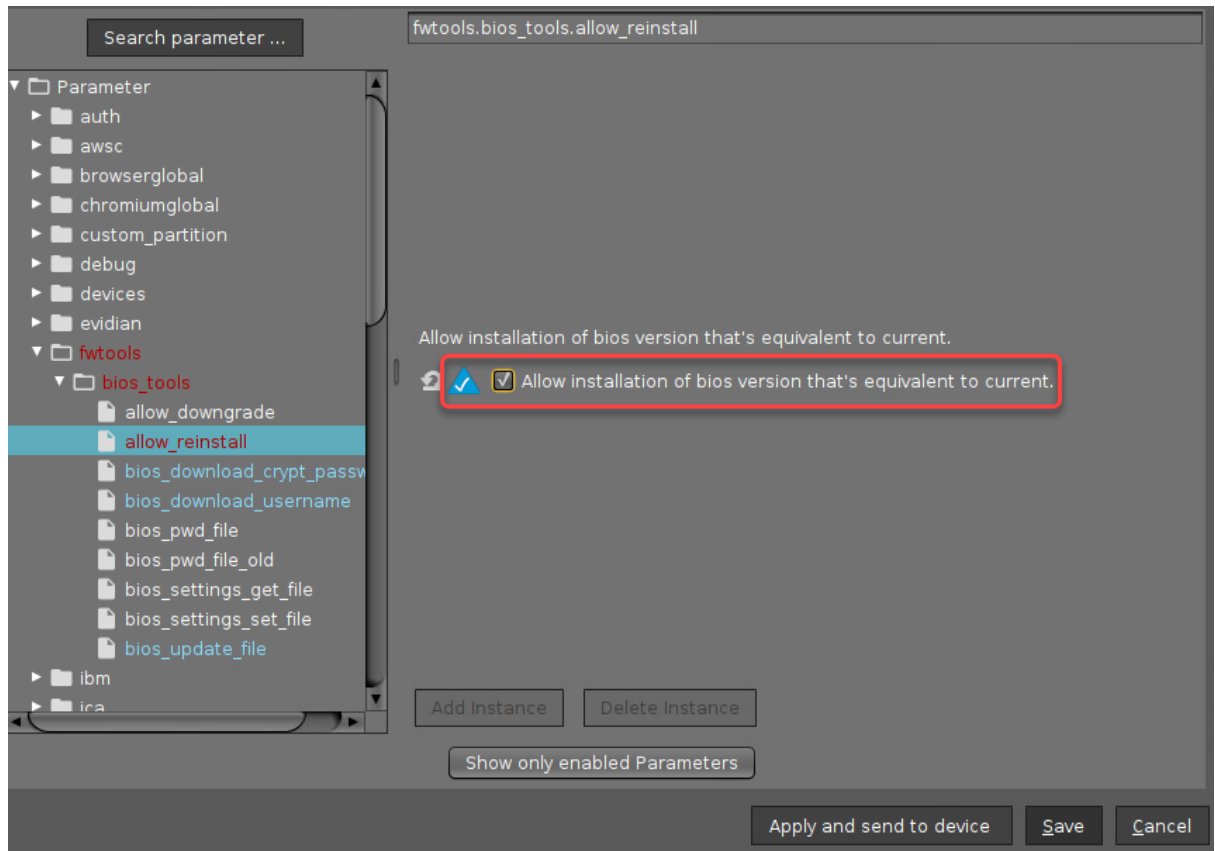 Search parameter ...
fwtools.bios_tools.allow_reinstall
Parameter
auth
awsc
browserglobal
chromiumglobal
custom_partition
debug
devices
evidian
fwtools
bios_tools
allow_downgrade
allow_reinstall
bios_download_crypt_passw
bios_download_username
bios_pwd_file
bios_pwd_file_old
bios_settings_get_file
bios_settings_set_file
bios_update_file
ibm
ica
Allow installation of bios version that's equivalent to current.
Allow installation of bios version that's equivalent to current.
Add Instance Delete Instance
Show only enabled Parameters
Apply and send to device Save Cancel